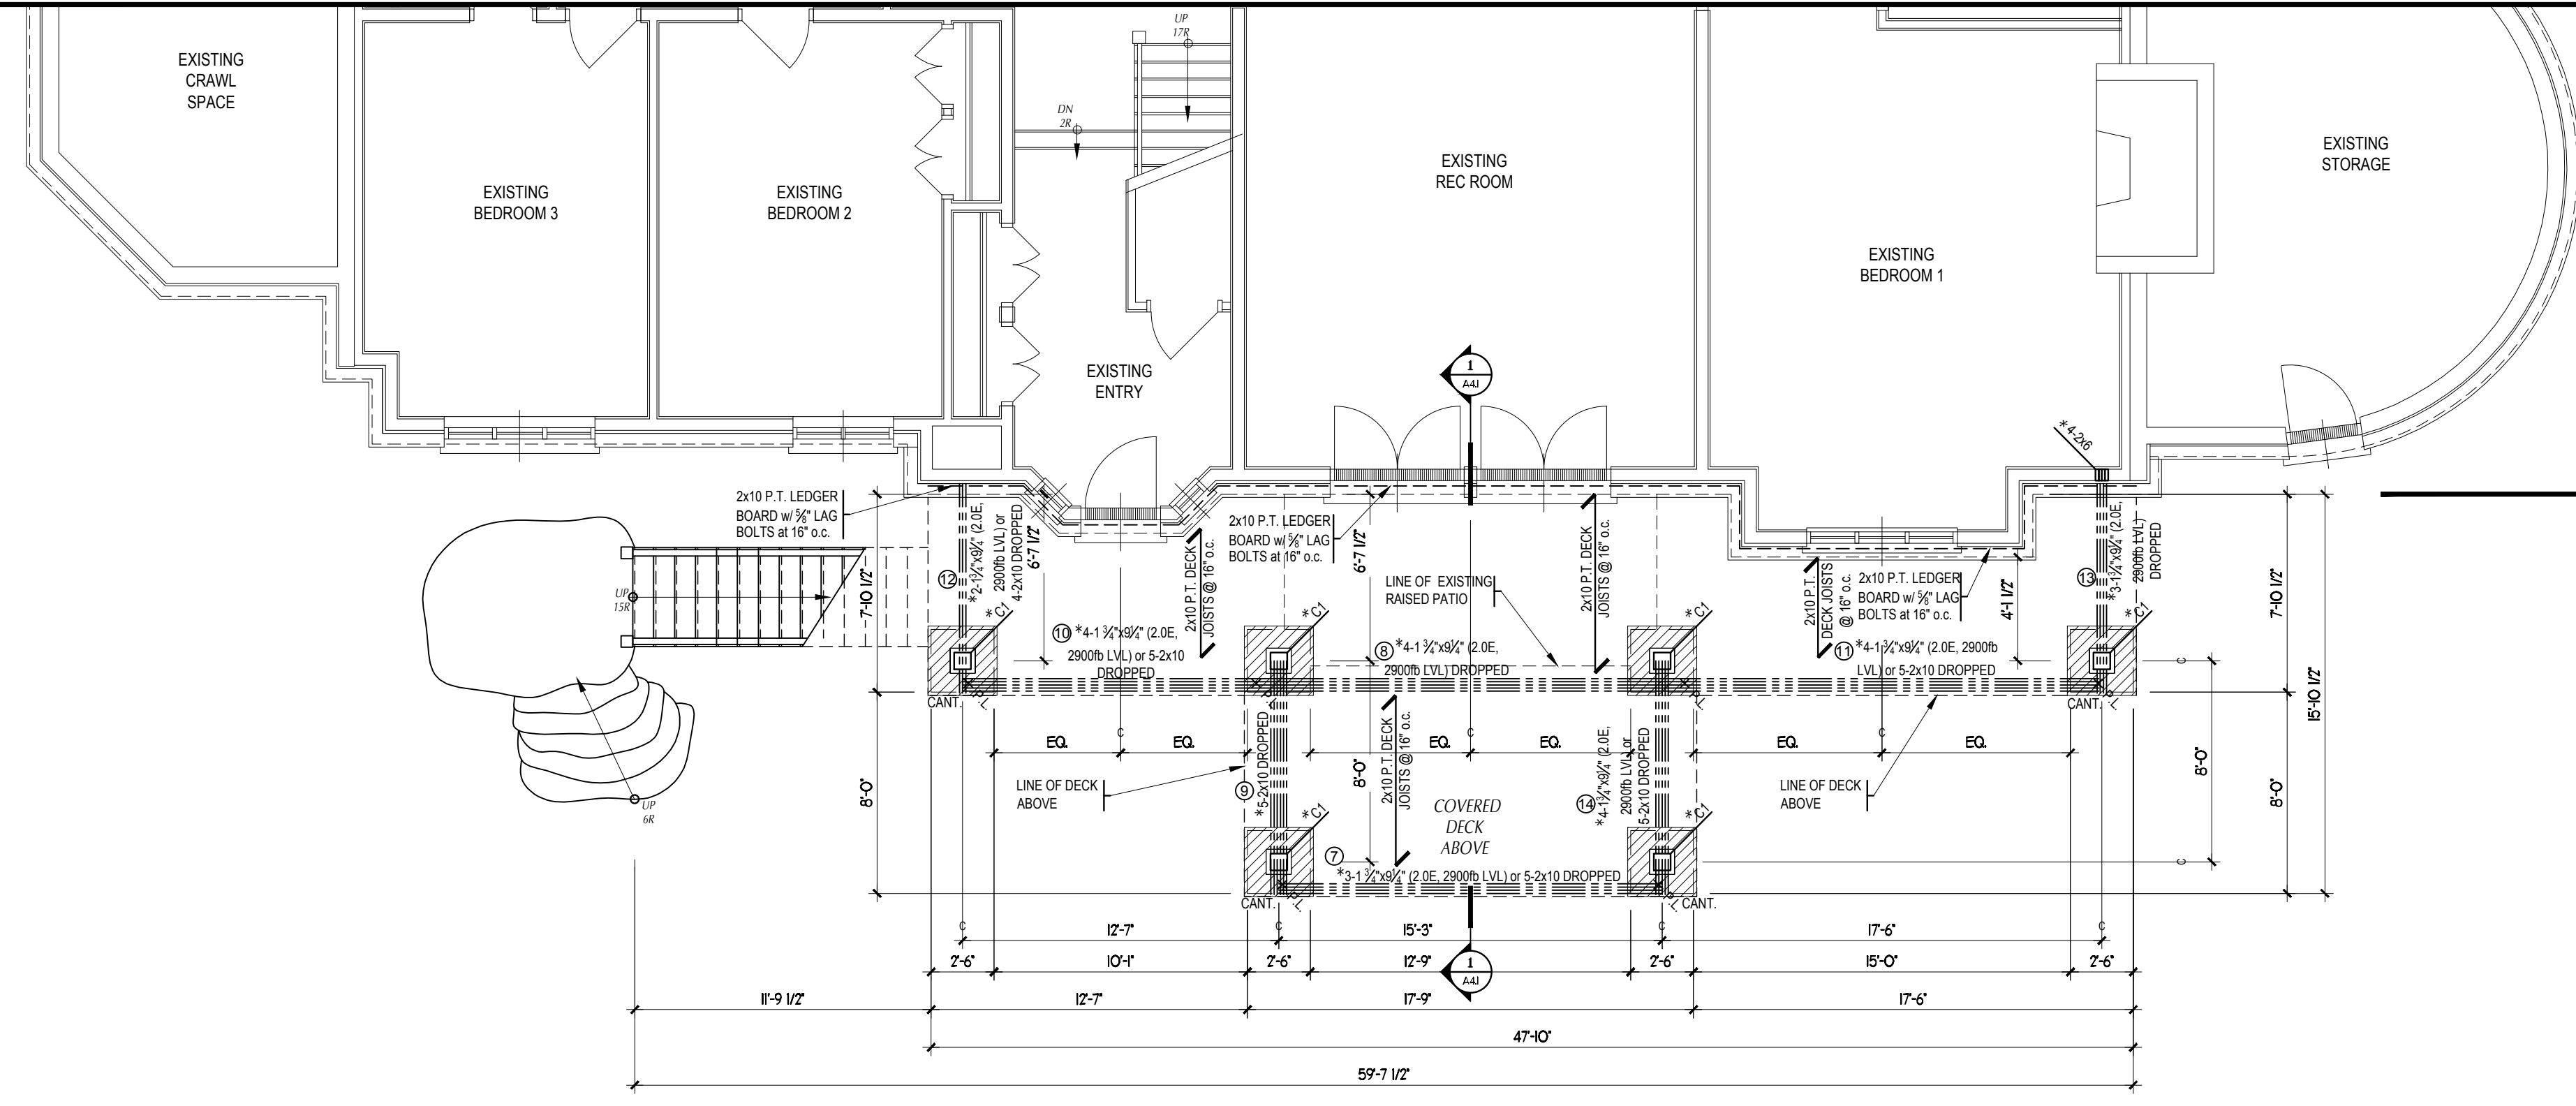 UP
17R
EXISTING
CRAWL
SPACE
DN
2R
EXISTING
BEDROOM 3
EXISTING
BEDROOM 2
EXISTING
REC ROOM
EXISTING
STORAGE
EXISTING
BEDROOM 1
EXISTING
ENTRY
1
A4.1
*4-2x6
2x10 P.T. LEDGER
BOARD w/ 5/8" LAG
BOLTS at 16" o.c.
7'-10 1/2"
12
*2-1 3/4"x9 1/4" (2.0E,
2900fb LVL) or
4-2x10 DROPPED
6'-7 1/2"
2x10 P.T. DECK
JOISTS @ 16" o.c.
2x10 P.T. LEDGER
BOARD w/ 5/8" LAG
BOLTS at 16" o.c.
6'-7 1/2"
LINE OF EXISTING
RAISED PATIO
2x10 P.T. DECK
JOISTS @ 16" o.c.
2x10 P.T.
DECK JOISTS
@ 16" o.c.
2x10 P.T. LEDGER
BOARD w/ 5/8" LAG
BOLTS at 16" o.c.
4'-1 1/2"
13
*3-1 3/4"x9 1/4" (2.0E,
2900fb LVL)
DROPPED
7'-10 1/2"
15'-10 1/2"
UP
15R
*C1
*C1
*C1
*C1
10 *4-1 3/4"x9 1/4" (2.0E,
2900fb LVL) or 5-2x10
DROPPED
8 *4-1 3/4"x9 1/4" (2.0E,
2900fb LVL) DROPPED
11 *4-1 3/4"x9 1/4" (2.0E, 2900fb
LVL) or 5-2x10 DROPPED
CANT.
P.L.
P.L.
P.L.
CANT.
P.L.
EQ.
EQ.
EQ.
EQ.
EQ.
EQ.
LINE OF DECK
ABOVE
9
*5-2x10 DROPPED
8'-0"
2x10 P.T. DECK
JOISTS @ 16" o.c.
COVERED
DECK
ABOVE
14
*4-1 3/4"x9 1/4" (2.0E,
2900fb LVL) or
5-2x10 DROPPED
LINE OF DECK
ABOVE
8'-0"
8'-0"
8'-0"
UP
6R
*C1
*C1
7
*3-1 3/4"x9 1/4" (2.0E, 2900fb LVL) or 5-2x10 DROPPED
CANT.
P.L.
P.L.
CANT.
12'-7"
15'-3"
17'-6"
2'-6"
10'-1"
2'-6"
12'-9"
1
A4.1
2'-6"
15'-0"
2'-6"
11'-9 1/2"
12'-7"
17'-9"
17'-6"
47'-10"
59'-7 1/2"